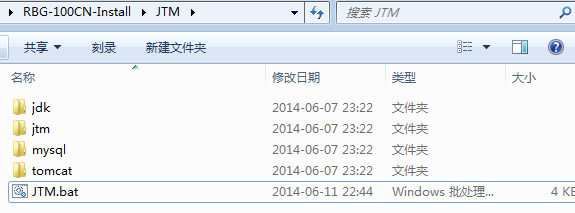 RBG-100CN-Install ▸ JTM ▸ 搜索 JTM
共享 刻录 新建文件夹
名称 修改日期 类型 大小
jdk 2014-06-07 23:22 文件夹
jtm 2014-06-07 23:22 文件夹
mysql 2014-06-07 23:22 文件夹
tomcat 2014-06-07 23:22 文件夹
JTM.bat 2014-06-11 22:44 Windows 批处理... 4 KB